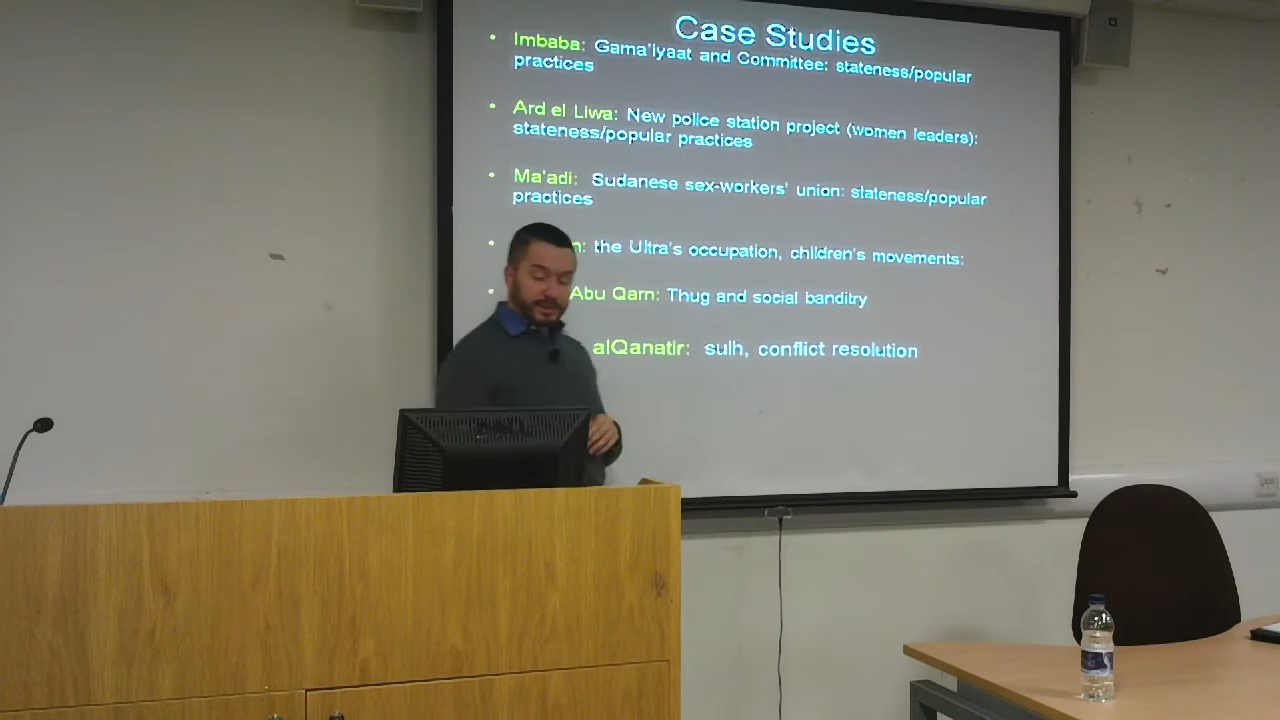 Case Studies
• Imbaba: Gama'iyaat and Committee: stateness/popular
practices
• Ard el Liwa: New police station project (women leaders):
stateness/popular practices
• Ma'adi: Sudanese sex-workers' union: stateness/popular
practices
• the Ultra's occupation, children's movements:
• Abu Qarn: Thug and social banditry
alQanatir: sulh, conflict resolution